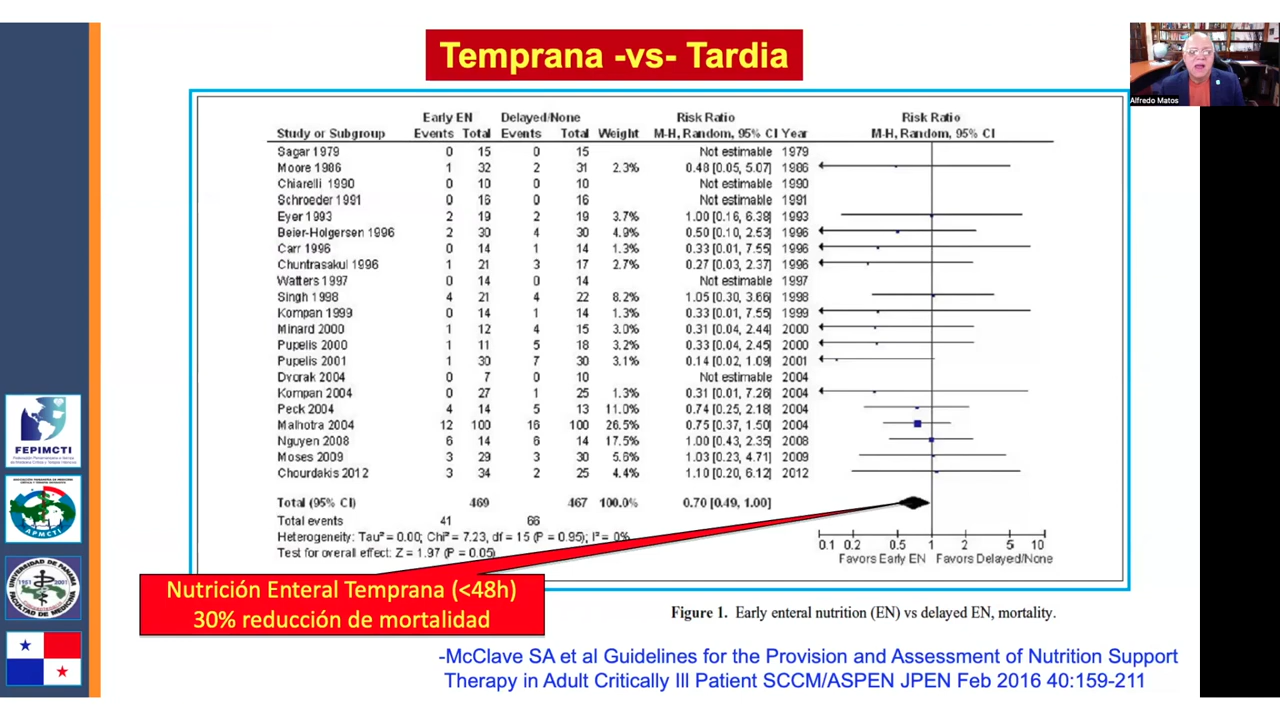 Temprana -vs- Tardia
Alfredo Matos
Early EN Delayed/None Risk Ratio Risk Ratio
Study or Subgroup Events Total Events Total Weight M-H, Random, 95% CI Year M-H, Random, 95% CI
Sagar 1979 0 15 0 15 Not estimable 1979
Moore 1986 1 32 2 31 2.3% 0.48 [0.05, 5.07] 1986
Chiarelli 1990 0 10 0 10 Not estimable 1990
Schroeder 1991 0 16 0 16 Not estimable 1991
Eyer 1993 2 19 2 19 3.7% 1.00 [0.16, 6.38] 1993
Beier-Holgersen 1996 2 30 4 30 4.9% 0.50 [0.10, 2.53] 1996
Carr 1996 0 14 1 14 1.3% 0.33 [0.01, 7.55] 1996
Chuntrasakul 1996 1 21 3 17 2.7% 0.27 [0.03, 2.37] 1996
Watters 1997 0 14 0 14 Not estimable 1997
Singh 1998 4 21 4 22 8.2% 1.05 [0.30, 3.66] 1998
Kompan 1999 0 14 1 14 1.3% 0.33 [0.01, 7.55] 1999
Minard 2000 1 12 4 15 3.0% 0.31 [0.04, 2.44] 2000
Pupelis 2000 1 11 5 18 3.2% 0.33 [0.04, 2.45] 2000
Pupelis 2001 1 30 7 30 3.1% 0.14 [0.02, 1.09] 2001
Dvorak 2004 0 7 0 10 Not estimable 2004
Kompan 2004 0 27 1 25 1.3% 0.31 [0.01, 7.26] 2004
Peck 2004 4 14 5 13 11.0% 0.74 [0.25, 2.18] 2004
Malhotra 2004 12 100 16 100 26.5% 0.75 [0.37, 1.50] 2004
Nguyen 2008 6 14 6 14 17.5% 1.00 [0.43, 2.35] 2008
Moses 2009 3 29 3 30 5.6% 1.03 [0.23, 4.71] 2009
Chourdakis 2012 3 34 2 25 4.4% 1.10 [0.20, 6.12] 2012
Total (95% CI) 469 467 100.0% 0.70 [0.49, 1.00]
Total events 41 66
Heterogeneity: Tau² = 0.00; Chi² = 7.23, df = 15 (P = 0.95); I² = 0%
Test for overall effect: Z = 1.97 (P = 0.05)
0.1 0.2 0.5 1 2 5 10
Favors Early EN Favors Delayed/None
Nutrición Enteral Temprana (<48h)
30% reducción de mortalidad
Figure 1. Early enteral nutrition (EN) vs delayed EN, mortality.
-McClave SA et al Guidelines for the Provision and Assessment of Nutrition Support
Therapy in Adult Critically Ill Patient SCCM/ASPEN JPEN Feb 2016 40:159-211
FEPIMCTI
APMCTI
UNIVERSIDAD DE PANAMA
FACULTAD DE MEDICINA